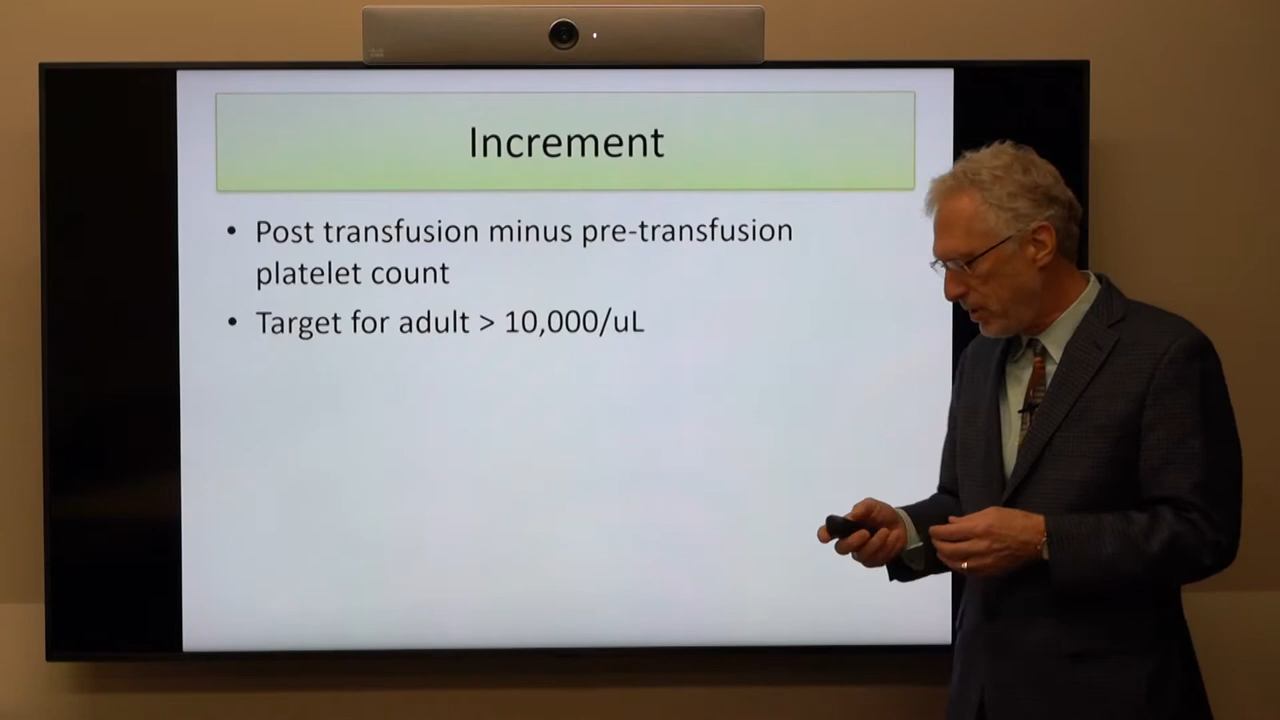 Increment
• Post transfusion minus pre-transfusion
platelet count
• Target for adult > 10,000/uL